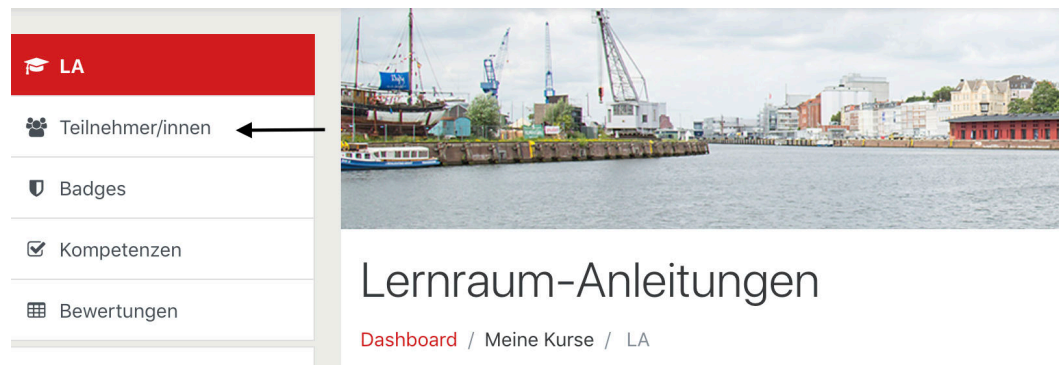 LA
Teilnehmer/innen
Badges
Kompetenzen
Bewertungen
Lernraum-Anleitungen
Dashboard / Meine Kurse / LA